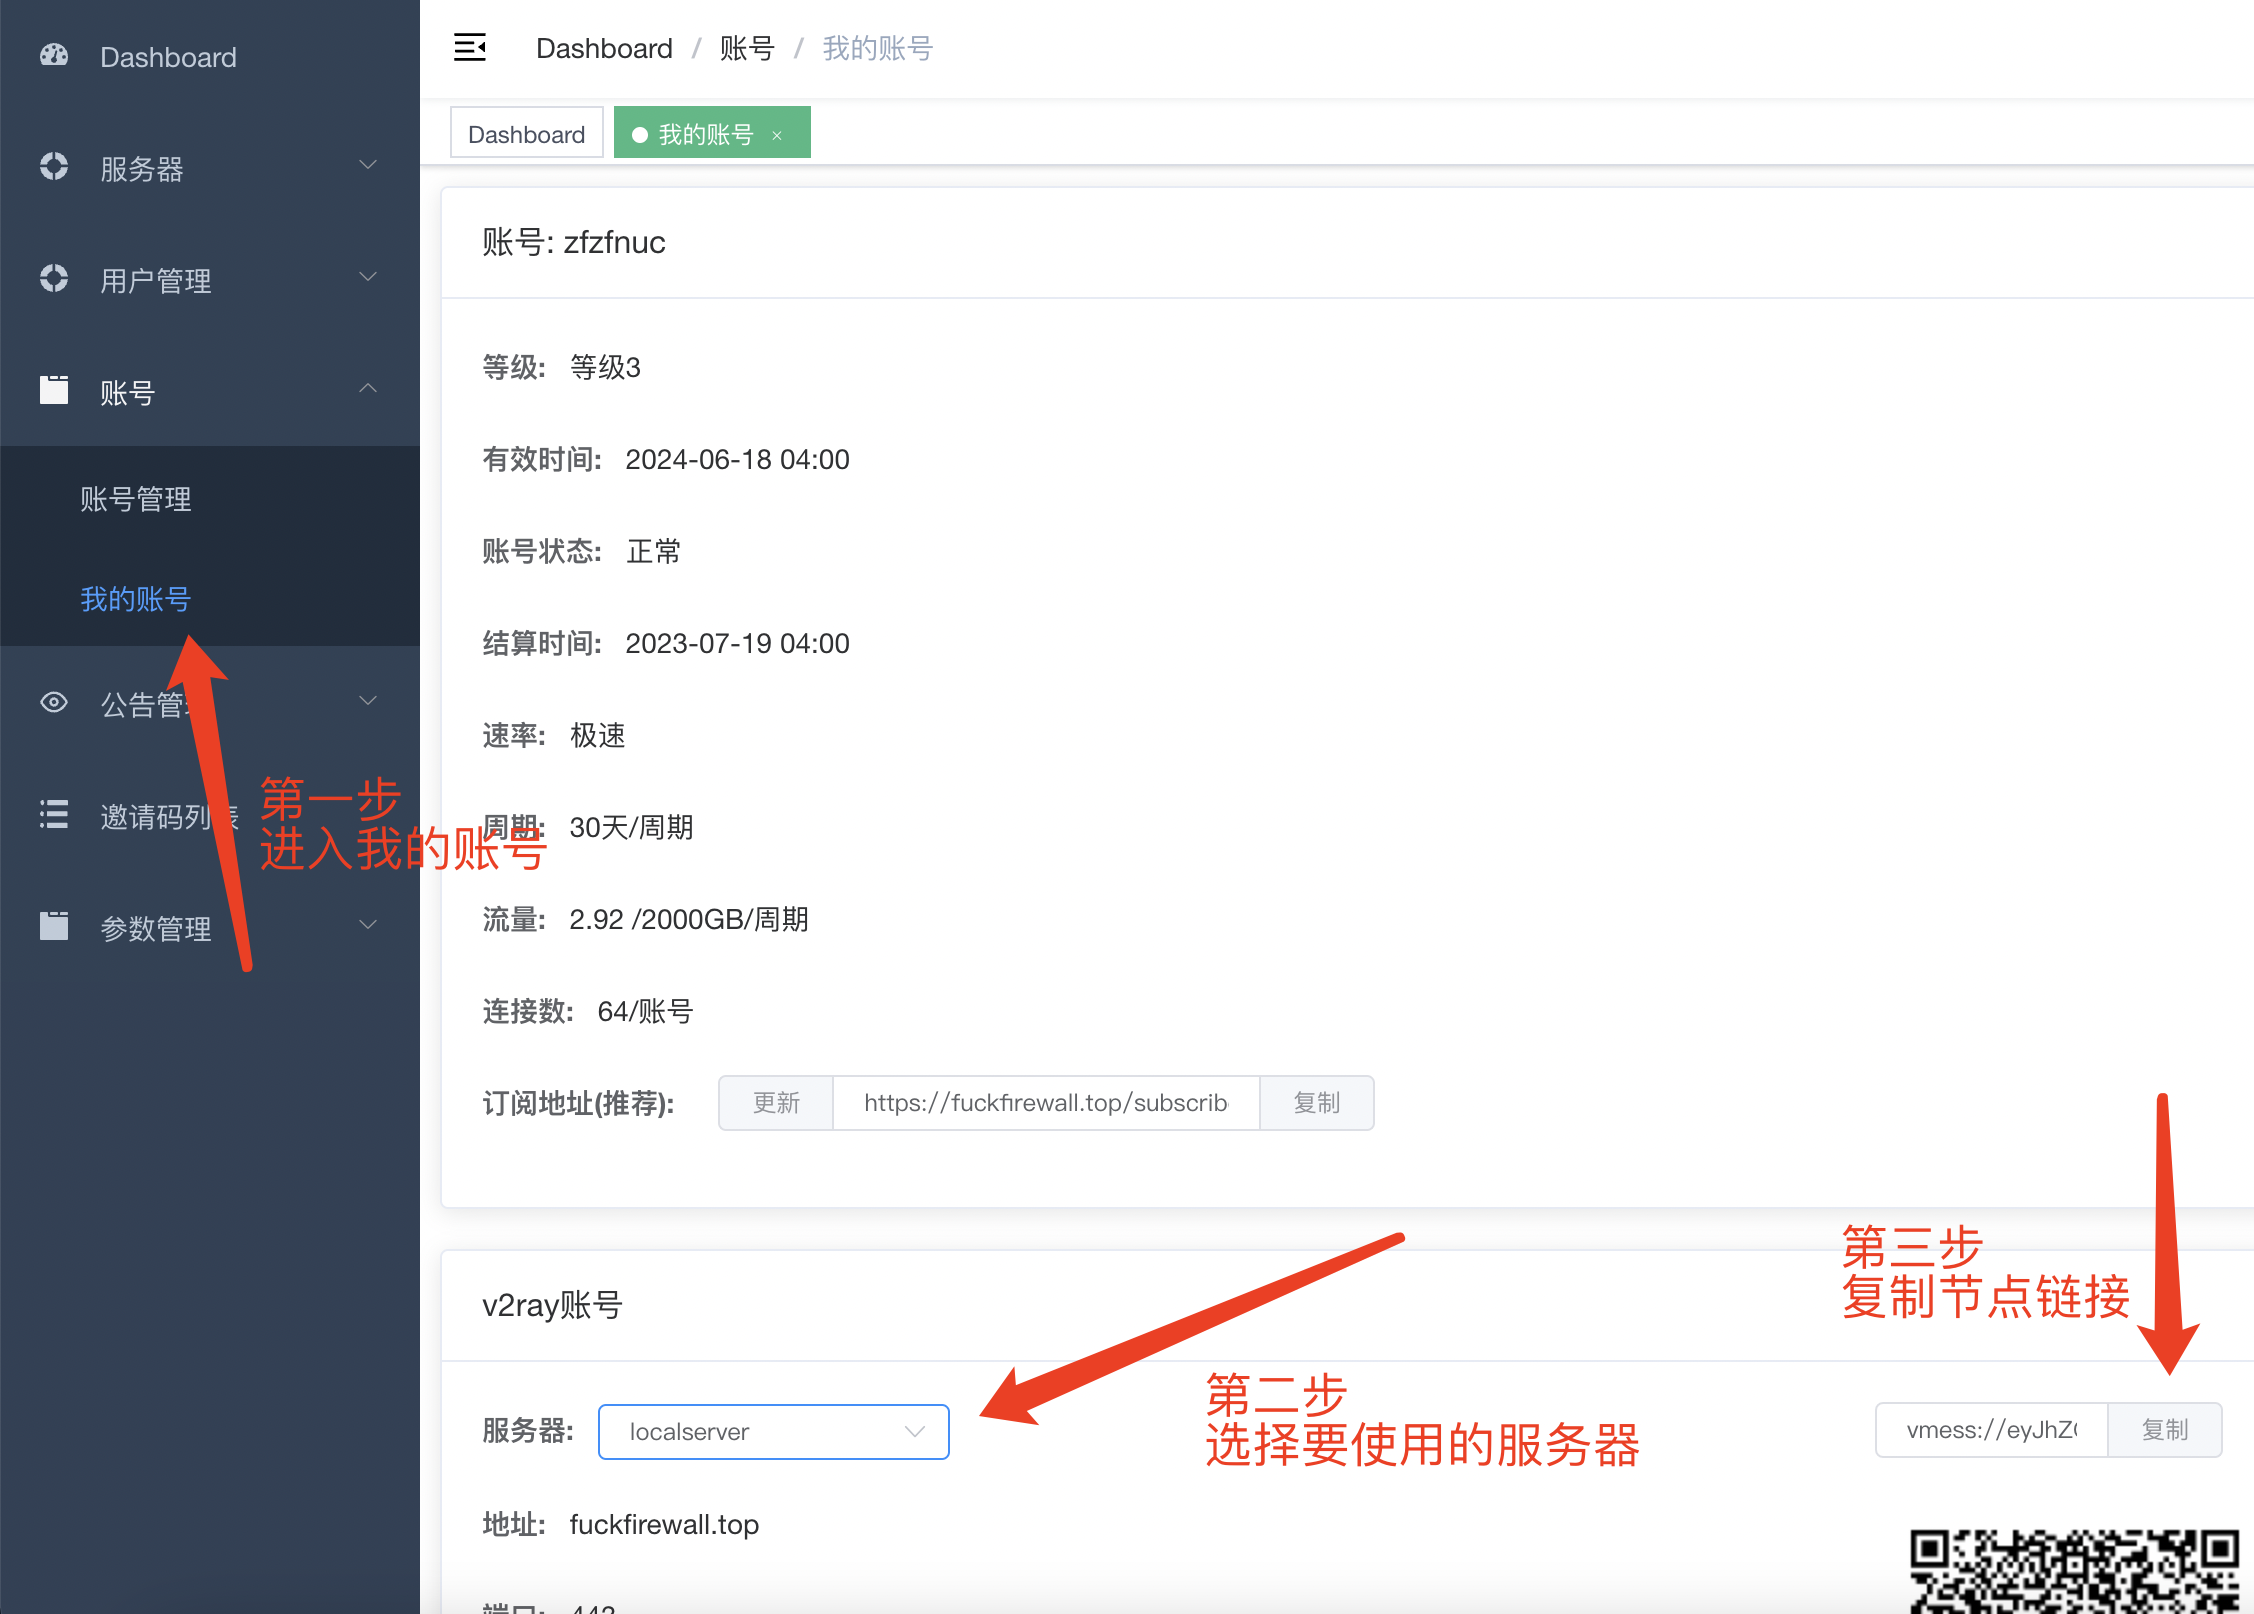 Dashboard
服务器
用户管理
账号
账号管理
我的账号
公告管
邀请码列表
参数管理
第一步
进入我的账号
Dashboard / 账号 / 我的账号
Dashboard
我的账号 ×
账号: zfzfnuc
等级: 等级3
有效时间: 2024-06-18 04:00
账号状态: 正常
结算时间: 2023-07-19 04:00
速率: 极速
周期: 30天/周期
流量: 2.92 /2000GB/周期
连接数: 64/账号
订阅地址(推荐): 更新 https://fuckfirewall.top/subscrib 复制
v2ray账号
第三步
复制节点链接
第二步
选择要使用的服务器
服务器: localserver
vmess://eyJhZ 复制
地址: fuckfirewall.top
端口: 443